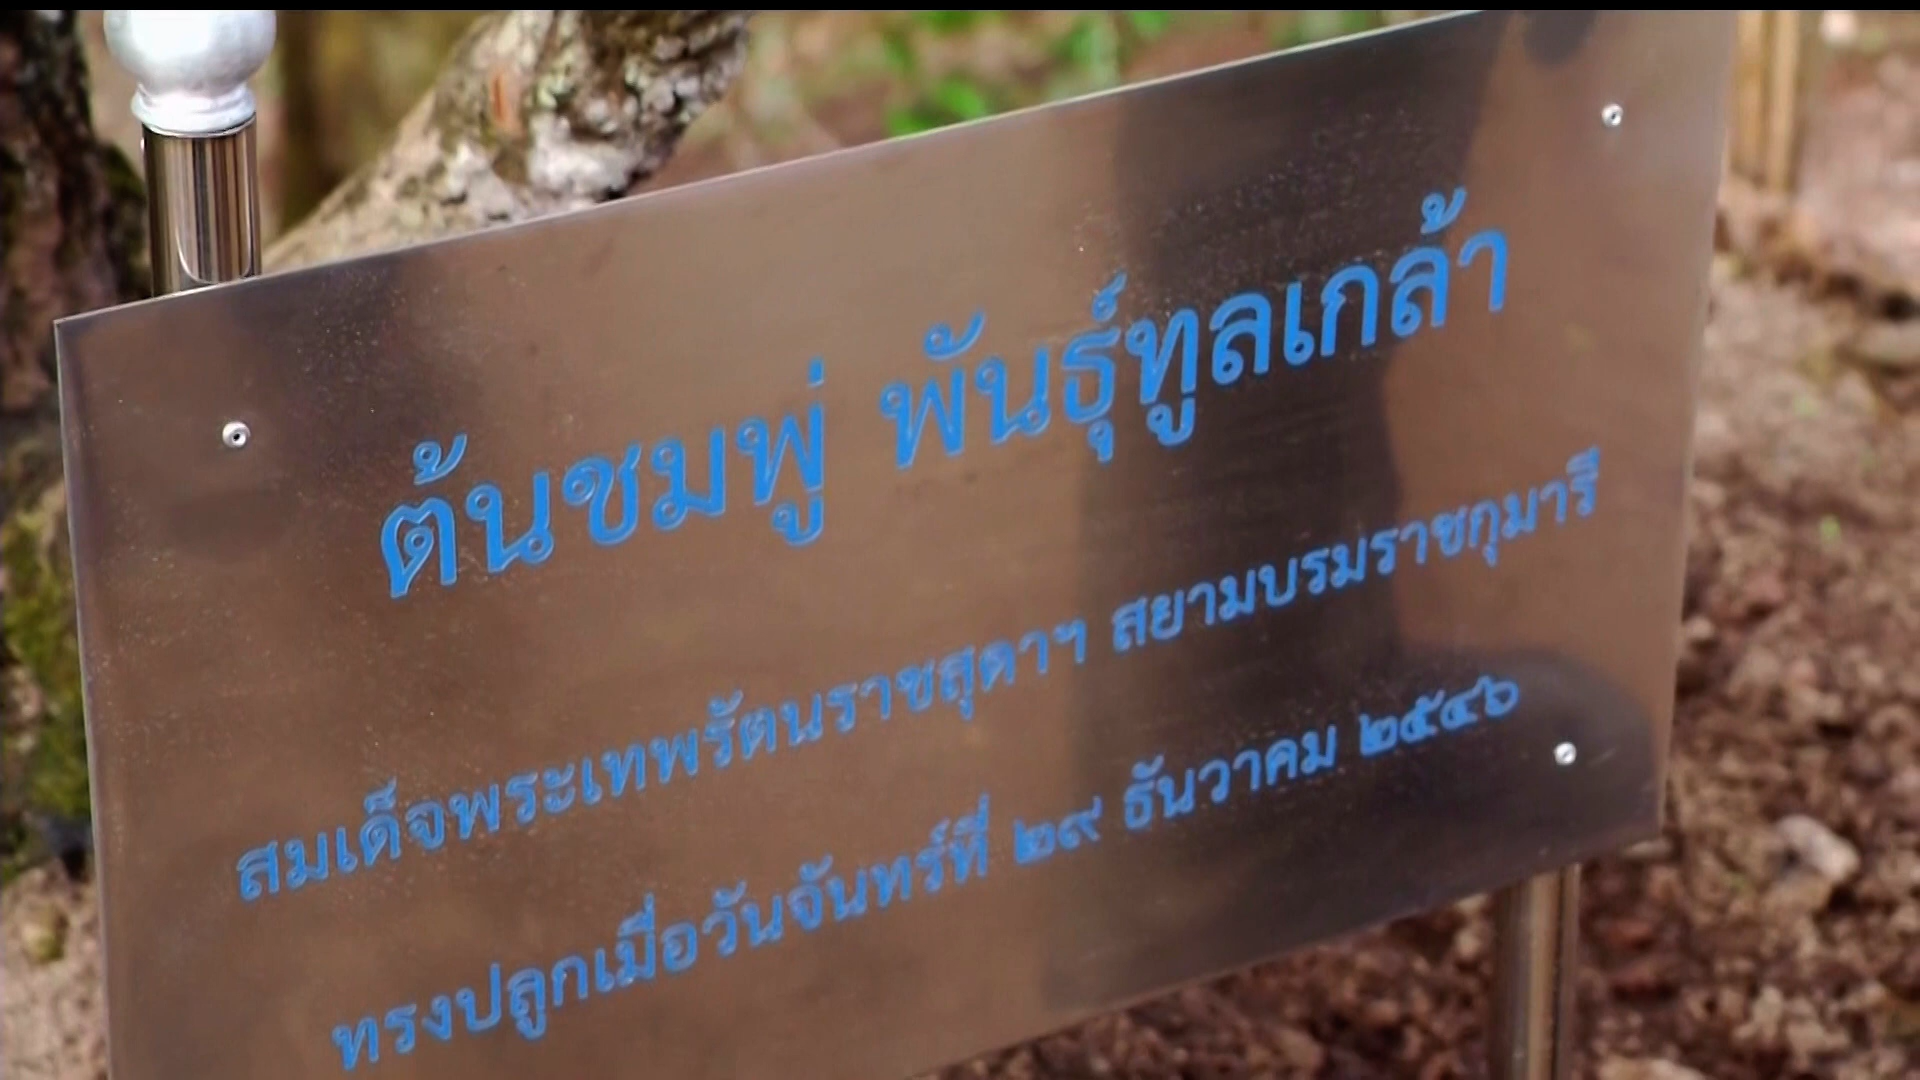 ต้นชมพู่ พันธุ์ทูลเกล้า
สมเด็จพระเทพรัตนราชสุดาฯ สยามบรมราชกุมารี
ทรงปลูกเมื่อวันจันทร์ที่ ๒๙ ธันวาคม ๒๕๔๖